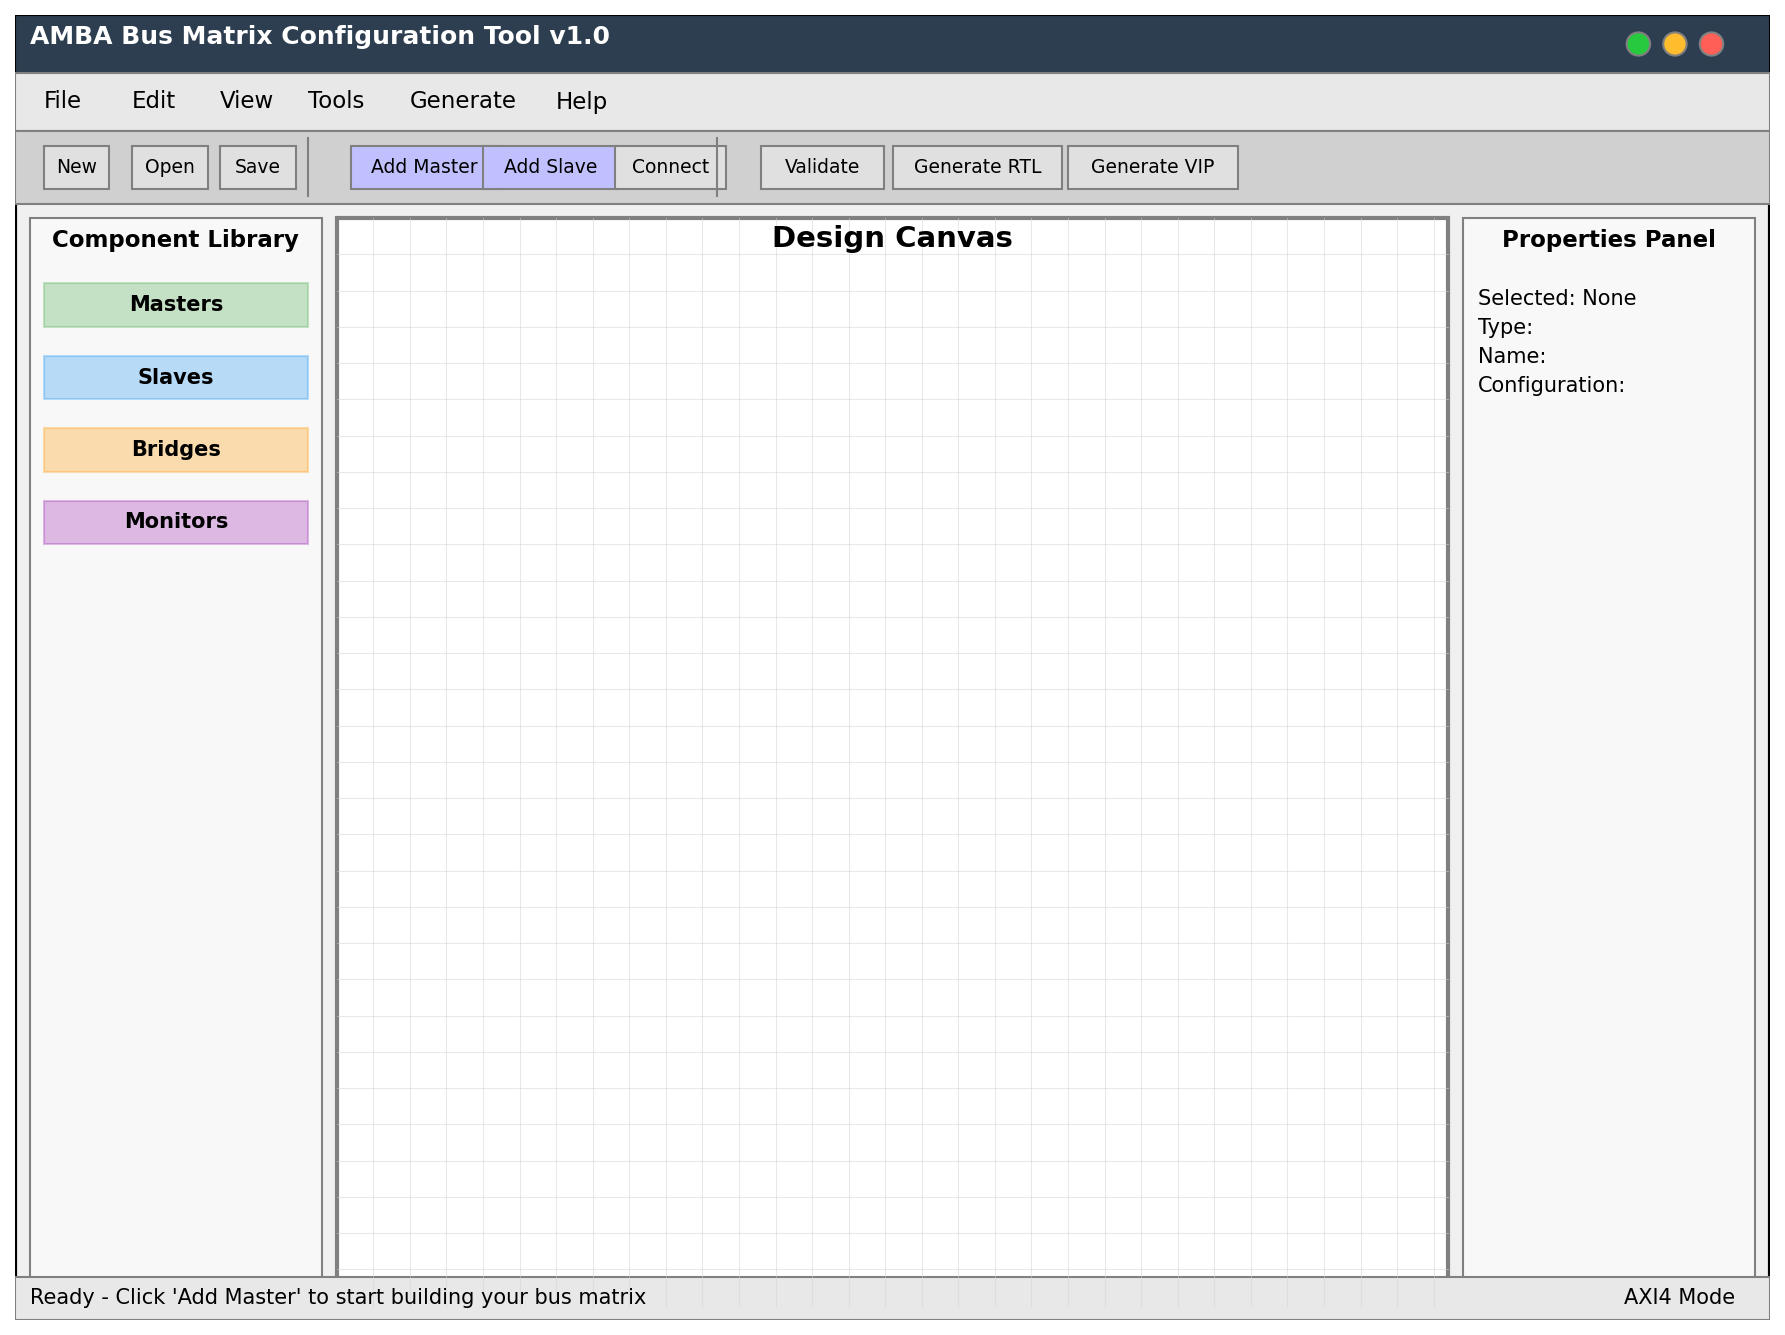 AMBA Bus Matrix Configuration Tool v1.0
File Edit View Tools Generate Help
New Open Save Add Master Add Slave Connect Validate Generate RTL Generate VIP
Component Library
Masters
Slaves
Bridges
Monitors
Design Canvas
Properties Panel
Selected: None
Type:
Name:
Configuration:
Ready - Click 'Add Master' to start building your bus matrix
AXI4 Mode